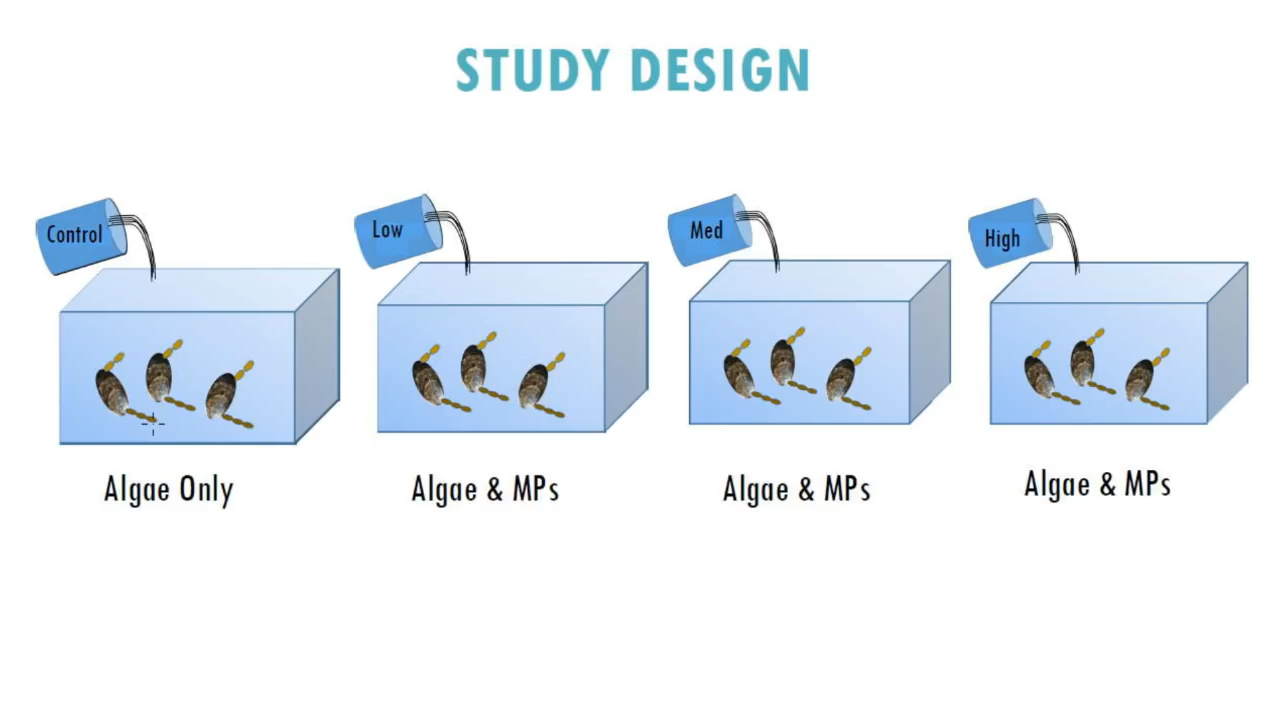 STUDY DESIGN
Control
Low
Med
High
Algae Only
Algae & MPs
Algae & MPs
Algae & MPs